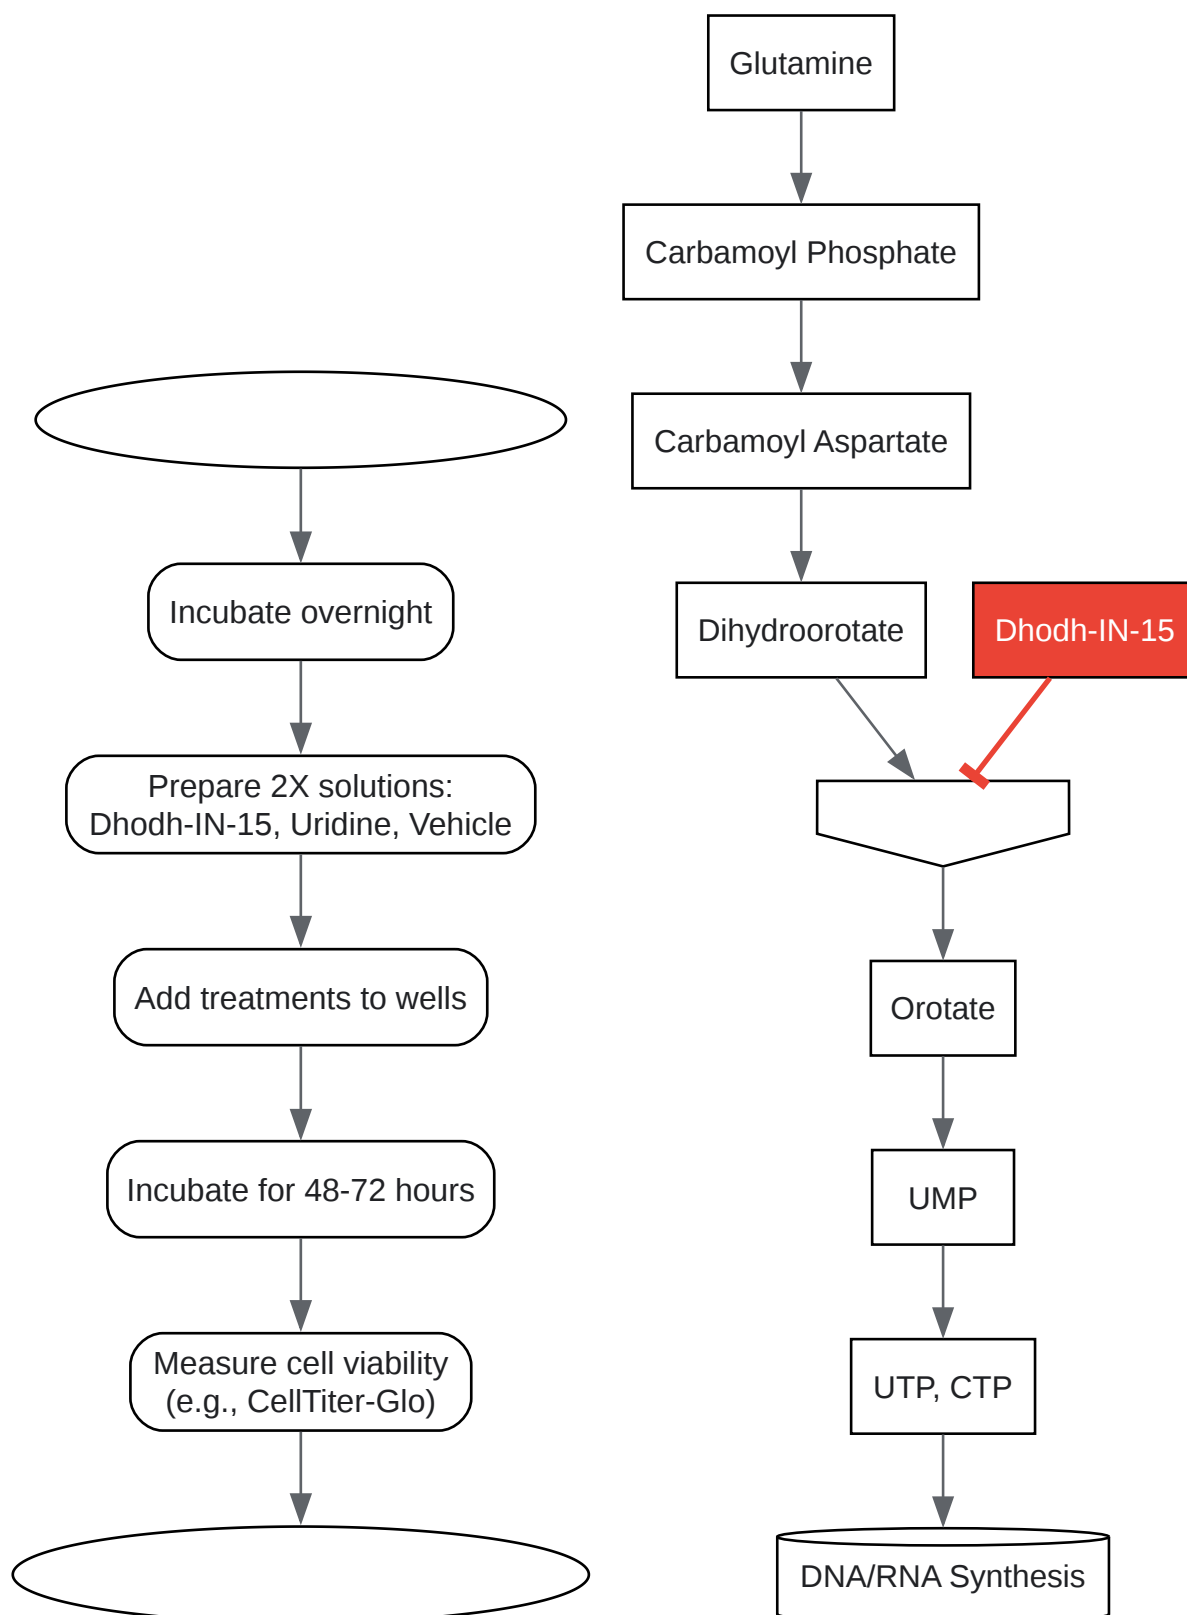 Glutamine
Carbamoyl Phosphate
Carbamoyl Aspartate
Dihydroorotate
Dhodh-IN-15
Orotate
UMP
UTP, CTP
DNA/RNA Synthesis
Incubate overnight
Prepare 2X solutions:
Dhodh-IN-15, Uridine, Vehicle
Add treatments to wells
Incubate for 48-72 hours
Measure cell viability
(e.g., CellTiter-Glo)